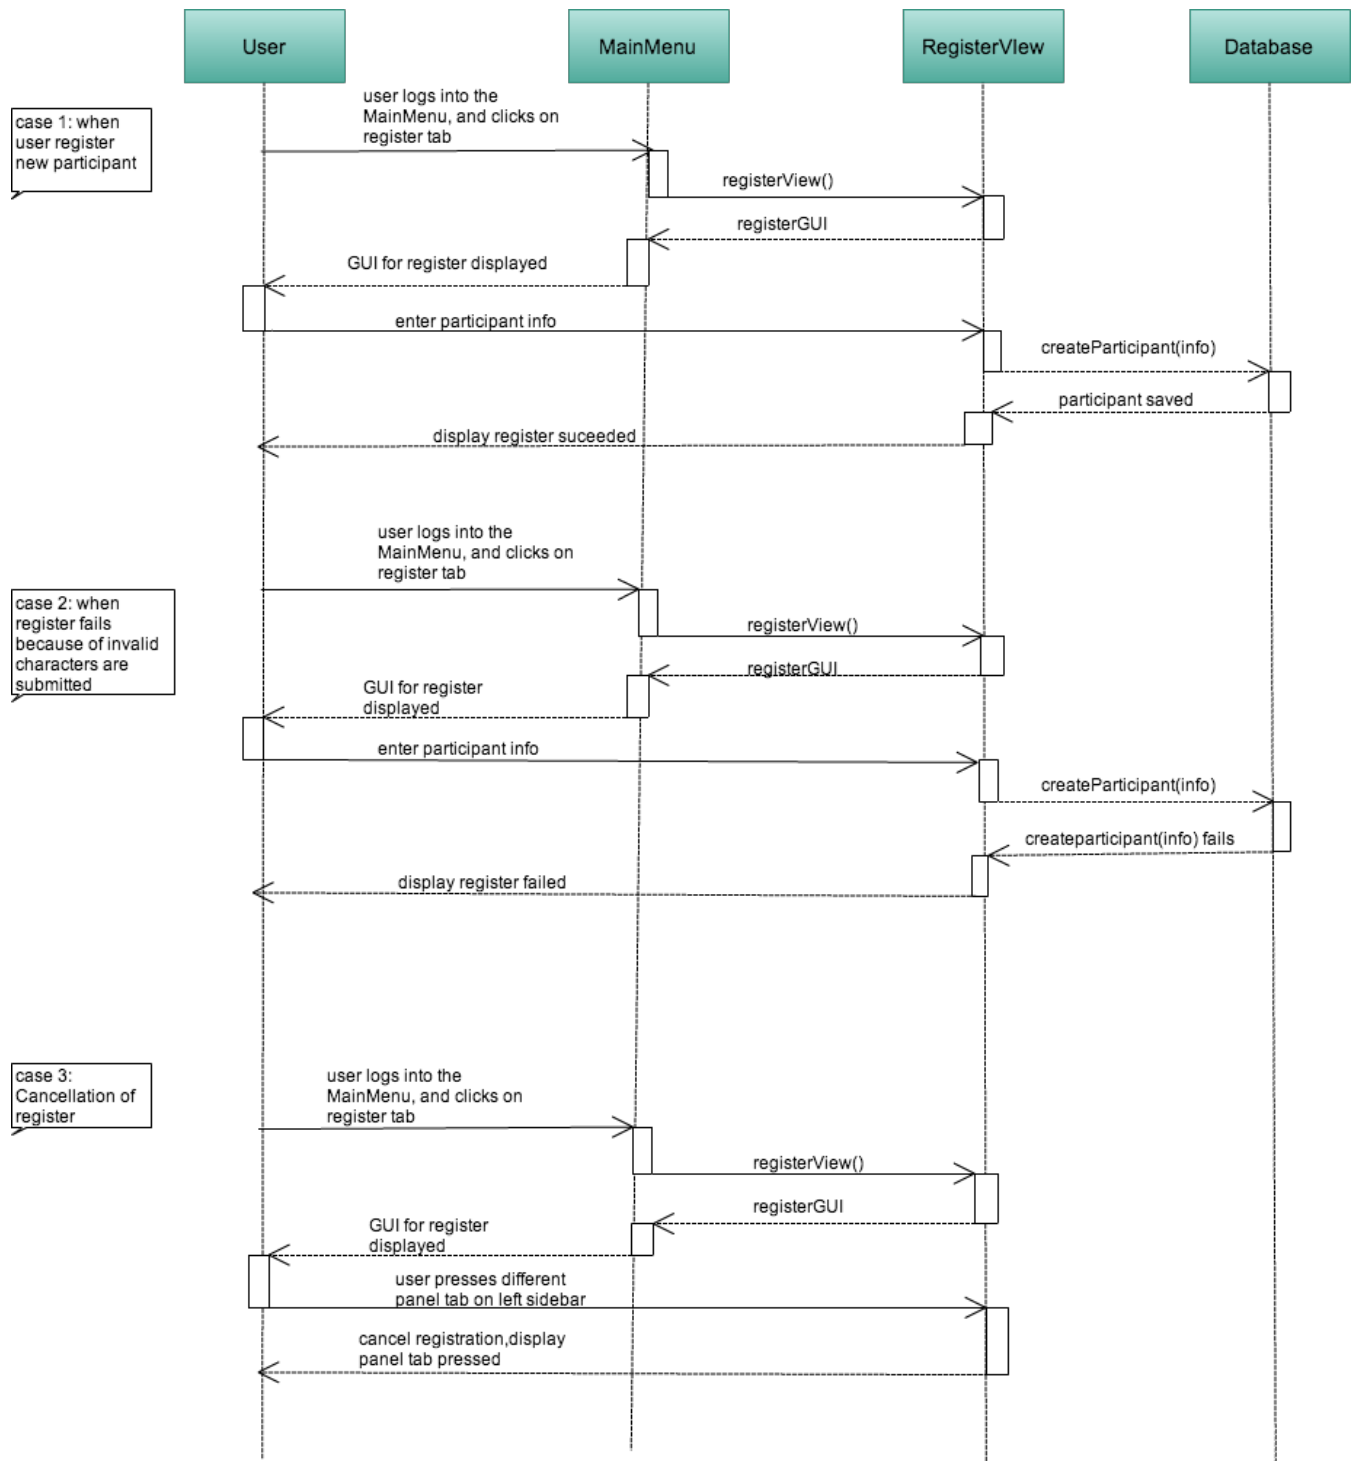 User
MainMenu
RegisterVIew
Database
case 1: when
user register
new participant
user logs into the
MainMenu, and clicks on
register tab
registerView()
registerGUI
GUI for register displayed
enter participant info
createParticipant(info)
participant saved
display register suceeded
user logs into the
MainMenu, and clicks on
register tab
case 2: when
register fails
because of invalid
characters are
submitted
registerView()
registerGUI
GUI for register
displayed
enter participant info
createParticipant(info)
createparticipant(info) fails
display register failed
case 3:
Cancellation of
register
user logs into the
MainMenu, and clicks on
register tab
registerView()
registerGUI
GUI for register
displayed
user presses different
panel tab on left sidebar
cancel registration,display
panel tab pressed